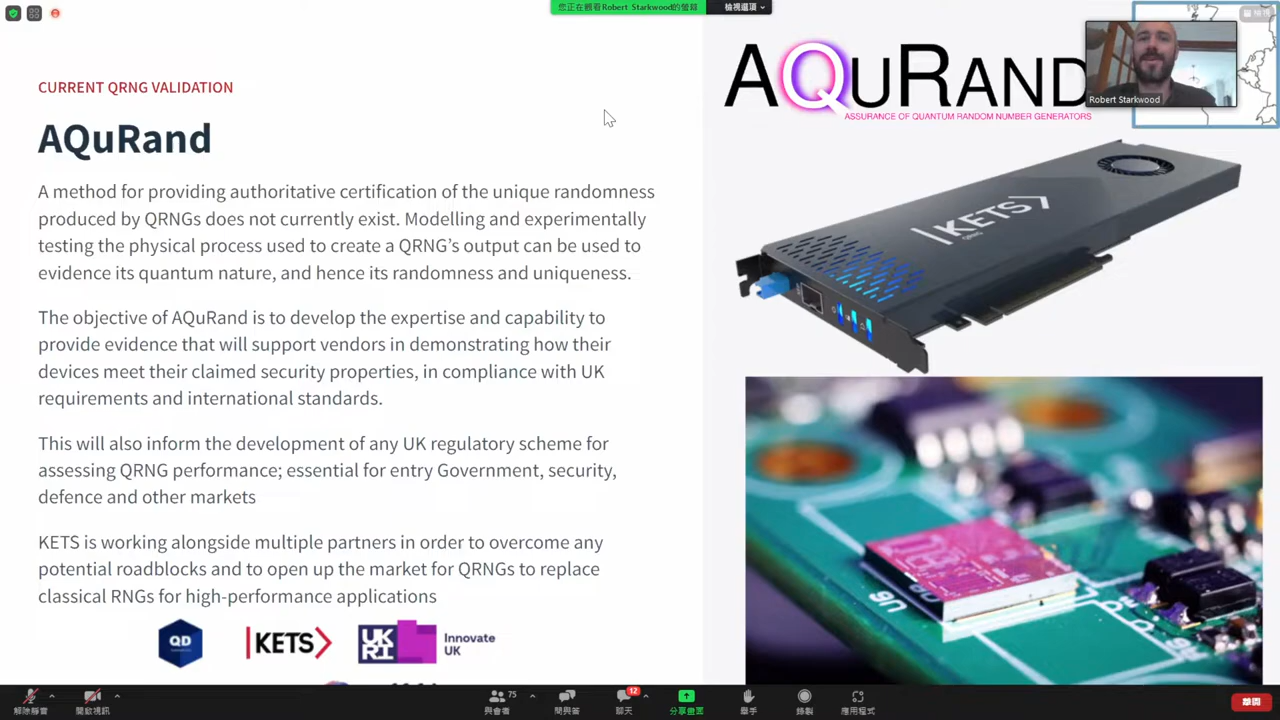 您正在觀看Robert Starkwood的螢幕
檢視選項
檢視
CURRENT QRNG VALIDATION
AQuRand
A method for providing authoritative certification of the unique randomness
produced by QRNGs does not currently exist. Modelling and experimentally
testing the physical process used to create a QRNG’s output can be used to
evidence its quantum nature, and hence its randomness and uniqueness.
The objective of AQuRand is to develop the expertise and capability to
provide evidence that will support vendors in demonstrating how their
devices meet their claimed security properties, in compliance with UK
requirements and international standards.
This will also inform the development of any UK regulatory scheme for
assessing QRNG performance; essential for entry Government, security,
defence and other markets
KETS is working alongside multiple partners in order to overcome any
potential roadblocks and to open up the market for QRNGs to replace
classical RNGs for high-performance applications
QD
KETS
UK
RI
Innovate
UK
AQURAND
ASSURANCE OF QUANTUM RANDOM NUMBER GENERATORS
Robert Starkwood
KETS
QRNG
U6
解除靜音
開啟視訊
75
與會者
問與答
12
聊天
分享畫面
舉手
錄製
應用程式
離開